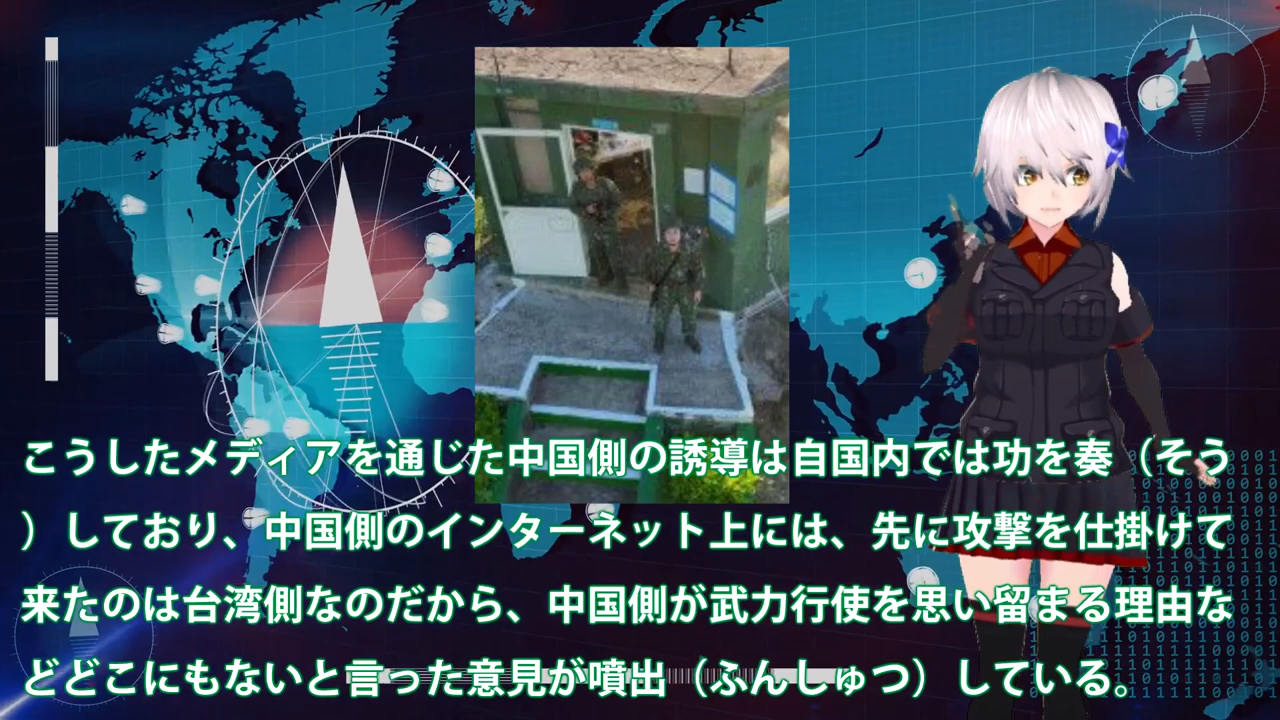 こうしたメディアを通じた中国側の誘導は自国内では功を奏（そう
）しており、中国側のインターネット上には、先に攻撃を仕掛けて
来たのは台湾側なのだから、中国側が武力行使を思い留まる理由な
どどこにもないと言った意見が噴出（ふんしゅつ）している。